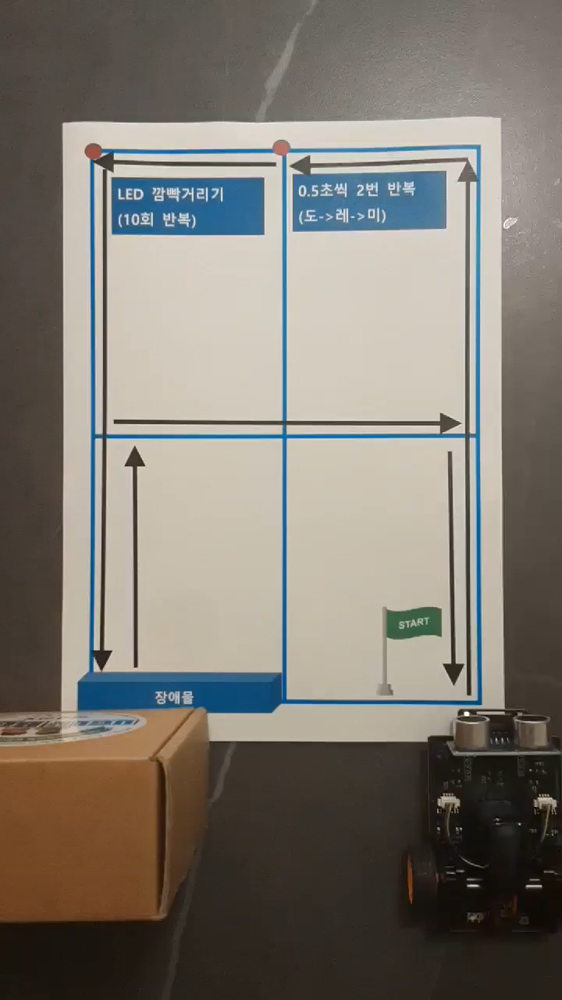 LED 깜빡거리기
(10회 반복)
0.5초씩 2번 반복
(도->레->미)
START
장애물